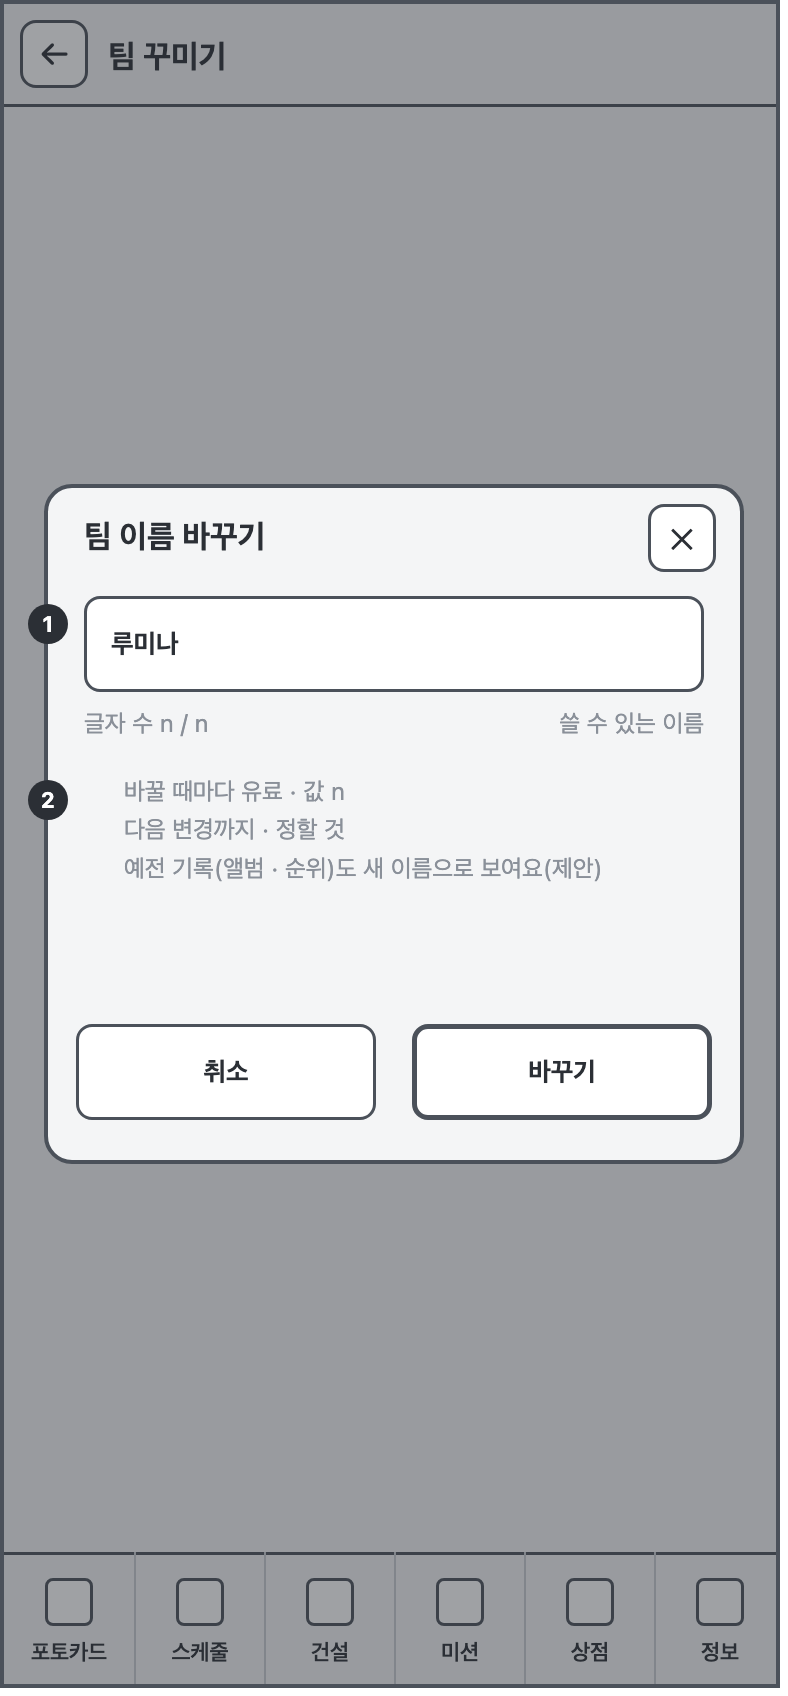 팀 꾸미기
팀 이름 바꾸기
1
루미나
글자 수 n / n
쓸 수 있는 이름
2
바꿀 때마다 유료 · 값 n
다음 변경까지 · 정할 것
예전 기록(앨범 · 순위)도 새 이름으로 보여요(제안)
취소
바꾸기
포토카드
스케줄
건설
미션
상점
정보